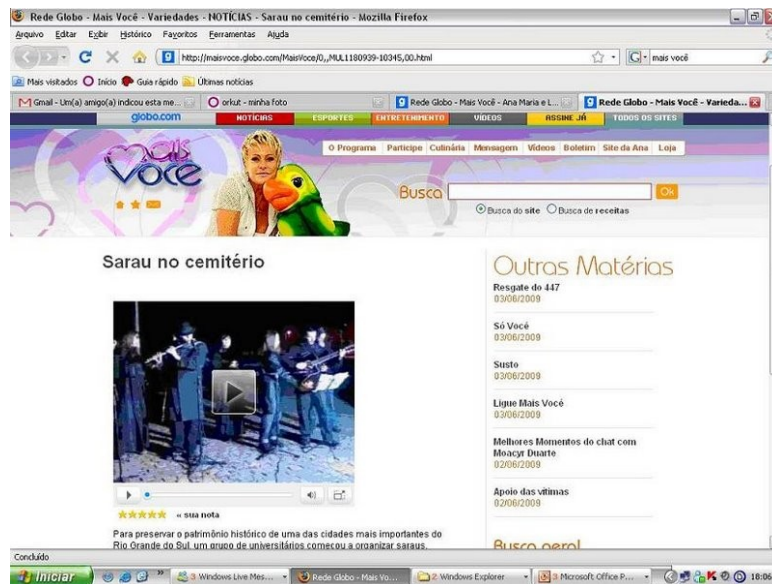 Rede Globo - Mais Você - Variedades - NOTÍCIAS - Sarau no cemitério - Mozilla Firefox
Arquivo Editar Exibir Histórico Favoritos Ferramentas Ajuda
http://maisvoce.globo.com/MaisVoce/0,,MUL1180939-10345,00.html
mais você
Mais visitados Início Guia rápido Últimas notícias
Gmail - Um(a) amigo(a) indicou esta me...
orkut - minha foto
Rede Globo - Mais Você - Ana Maria e L...
Rede Globo - Mais Você - Varieda...
globo.com NOTÍCIAS ESPORTES ENTRETENIMENTO VÍDEOS ASSINE JÁ TODOS OS SITES
mais você
O Programa Participe Culinária Mensagem Vídeos Boletim Site da Ana Loja
Busca Ok
Busca do site Busca de receitas
Sarau no cemitério
« sua nota
Para preservar o patrimônio histórico de uma das cidades mais importantes do
Rio Grande do Sul, um grupo de universitários começou a organizar saraus.
Outras Matérias
Resgate do 447
03/06/2009
Só Você
03/06/2009
Susto
03/06/2009
Ligue Mais Você
03/06/2009
Melhores Momentos do chat com
Moacyr Duarte
02/06/2009
Apoio das vítimas
02/06/2009
Busca geral
Concluído
Iniciar
3 Windows Live Mes...
Rede Globo - Mais Vo...
2 Windows Explorer
3 Microsoft Office P...
18:06